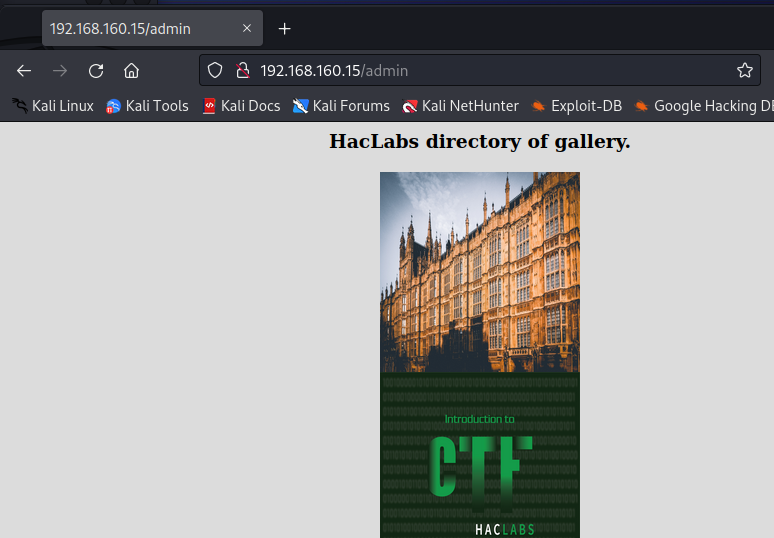 192.168.160.15/admin
192.168.160.15/admin
Kali Linux Kali Tools Kali Docs Kali Forums Kali NetHunter Exploit-DB Google Hacking D
HacLabs directory of gallery.
Introduction to
CTF
HACLABS